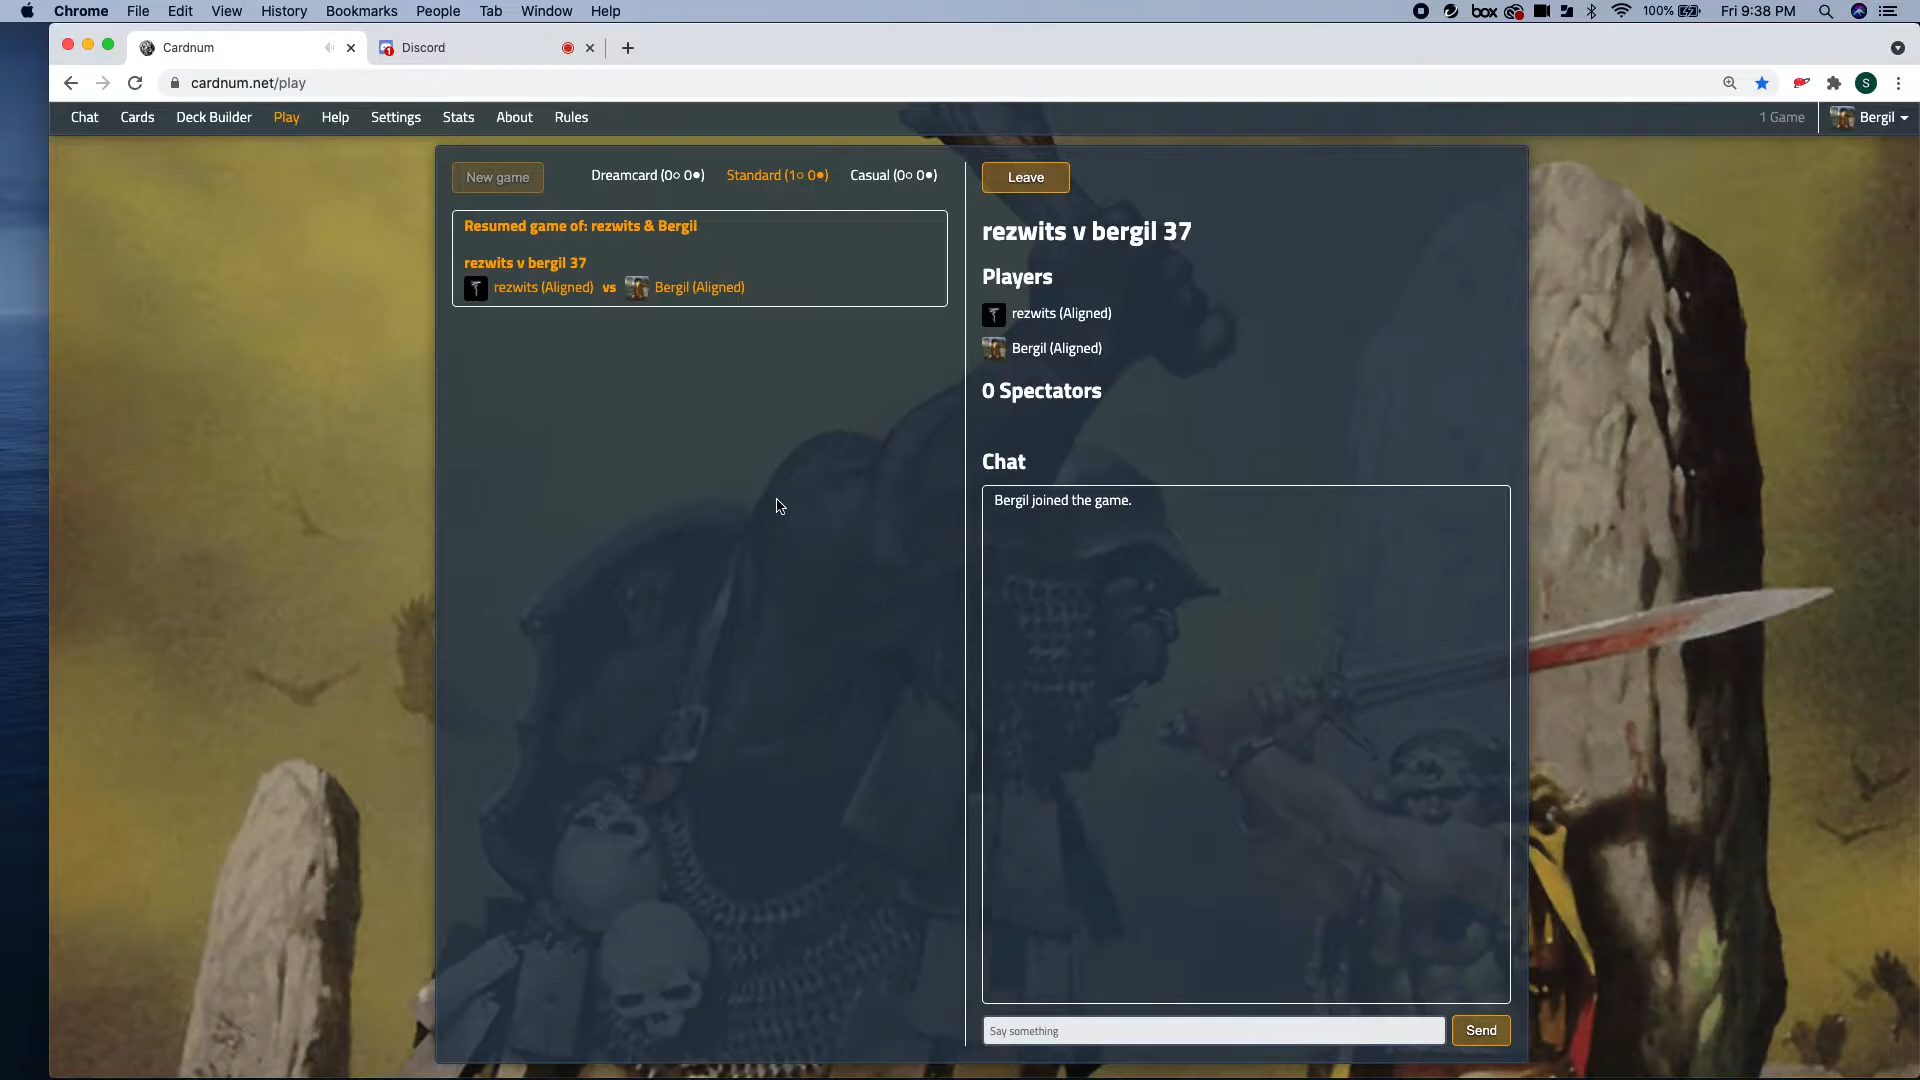 Chrome File Edit View History Bookmarks People Tab Window Help box 100% Fri 9:38 PM
Cardnum Discord 1
cardnum.net/play S
Chat Cards Deck Builder Play Help Settings Stats About Rules 1 Game Bergil
New game Dreamcard (0○ 0●) Standard (1○ 0●) Casual (0○ 0●) Leave
Resumed game of: rezwits & Bergil
rezwits v bergil 37
rezwits (Aligned) vs Bergil (Aligned)
rezwits v bergil 37
Players
rezwits (Aligned)
Bergil (Aligned)
0 Spectators
Chat
Bergil joined the game.
Say something Send